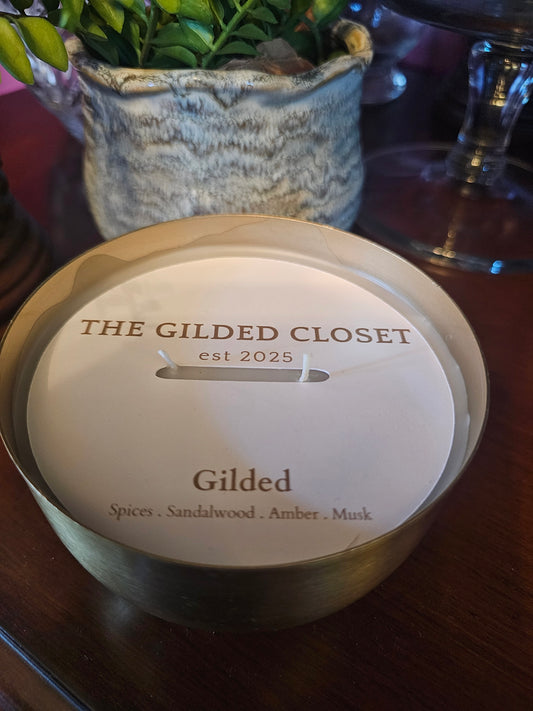 THE GILDED CLOSET
est 2025
Gilded
Spices . Sandalwood . Amber . Musk